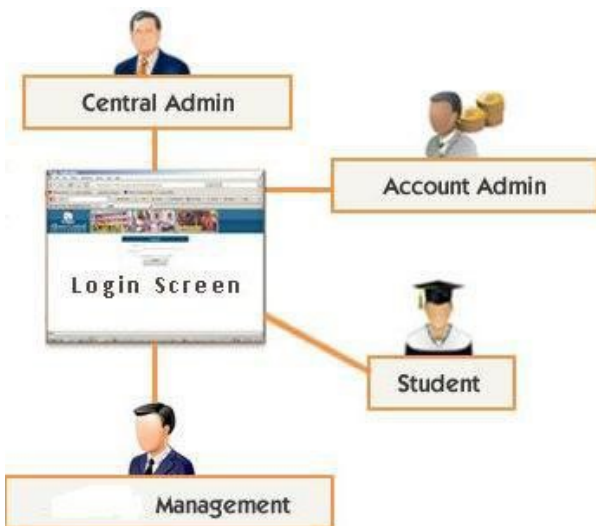 Central Admin
Account Admin
Login Screen
Student
Management